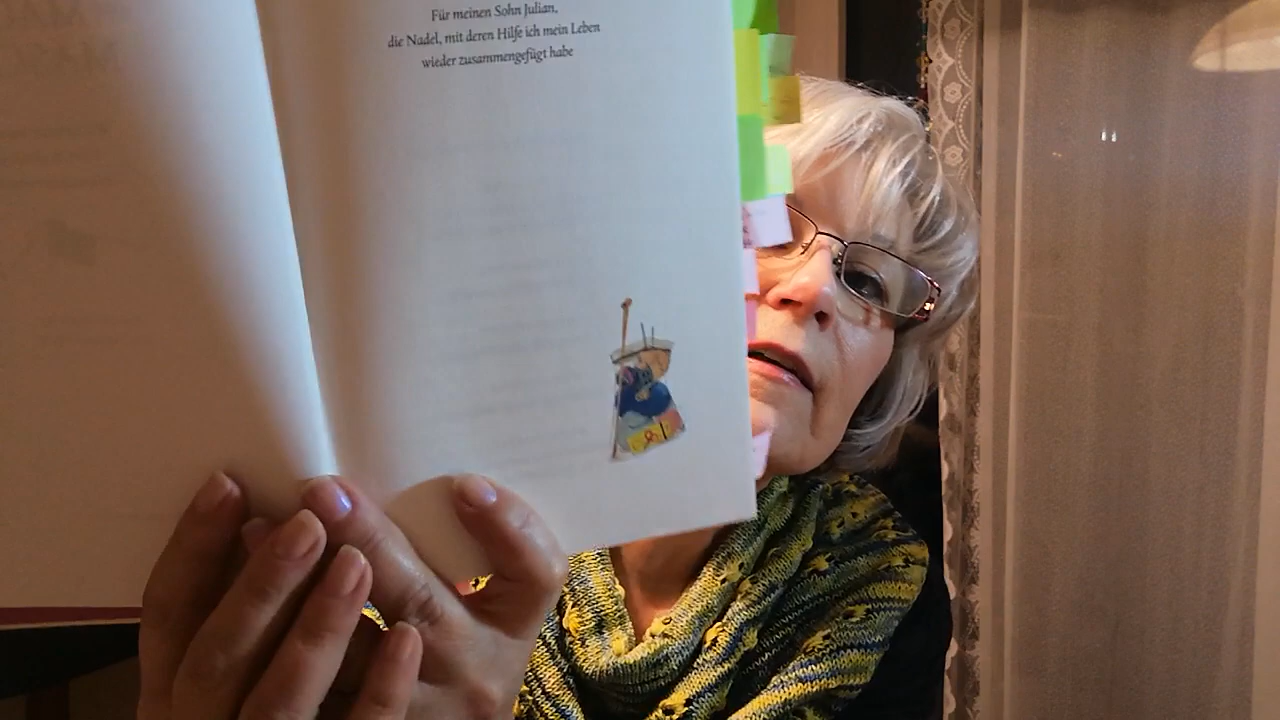 Für meinen Sohn Julian,
die Nadel, mit deren Hilfe ich mein Leben
wieder zusammengefügt habe